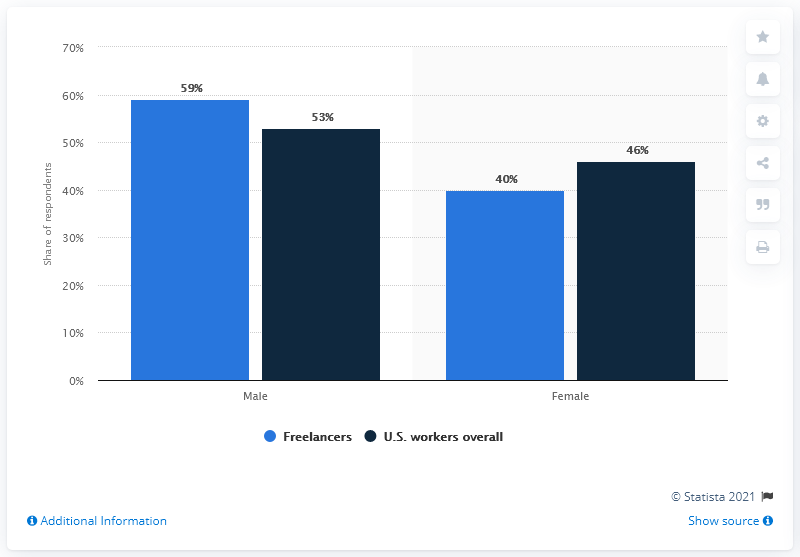 70%
60%
50%
40%
30%
20%
10%
0%
Share of respondents
59%
53%
40%
46%
Male
Female
Freelancers
U.S. workers overall
© Statista 2021
Additional Information
Show source